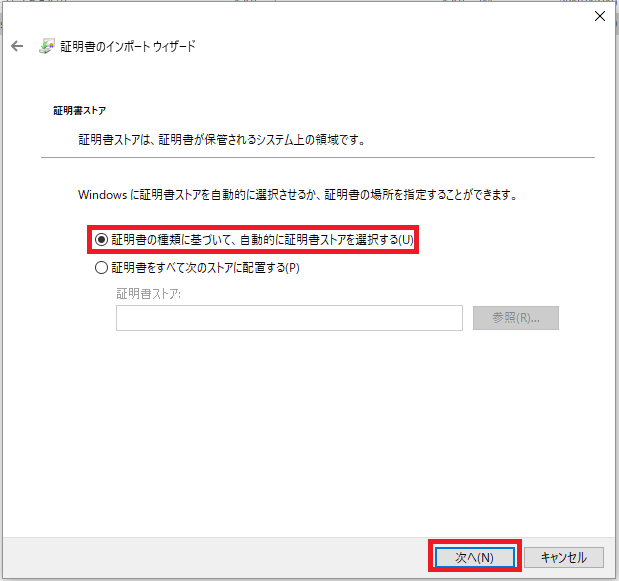 証明書のインポート ウィザード
証明書ストア
証明書ストアは、証明書が保管されるシステム上の領域です。
Windows に証明書ストアを自動的に選択させるか、証明書の場所を指定することができます。
証明書の種類に基づいて、自動的に証明書ストアを選択する(U)
証明書をすべて次のストアに配置する(P)
証明書ストア:
参照(R)...
次へ(N)
キャンセル